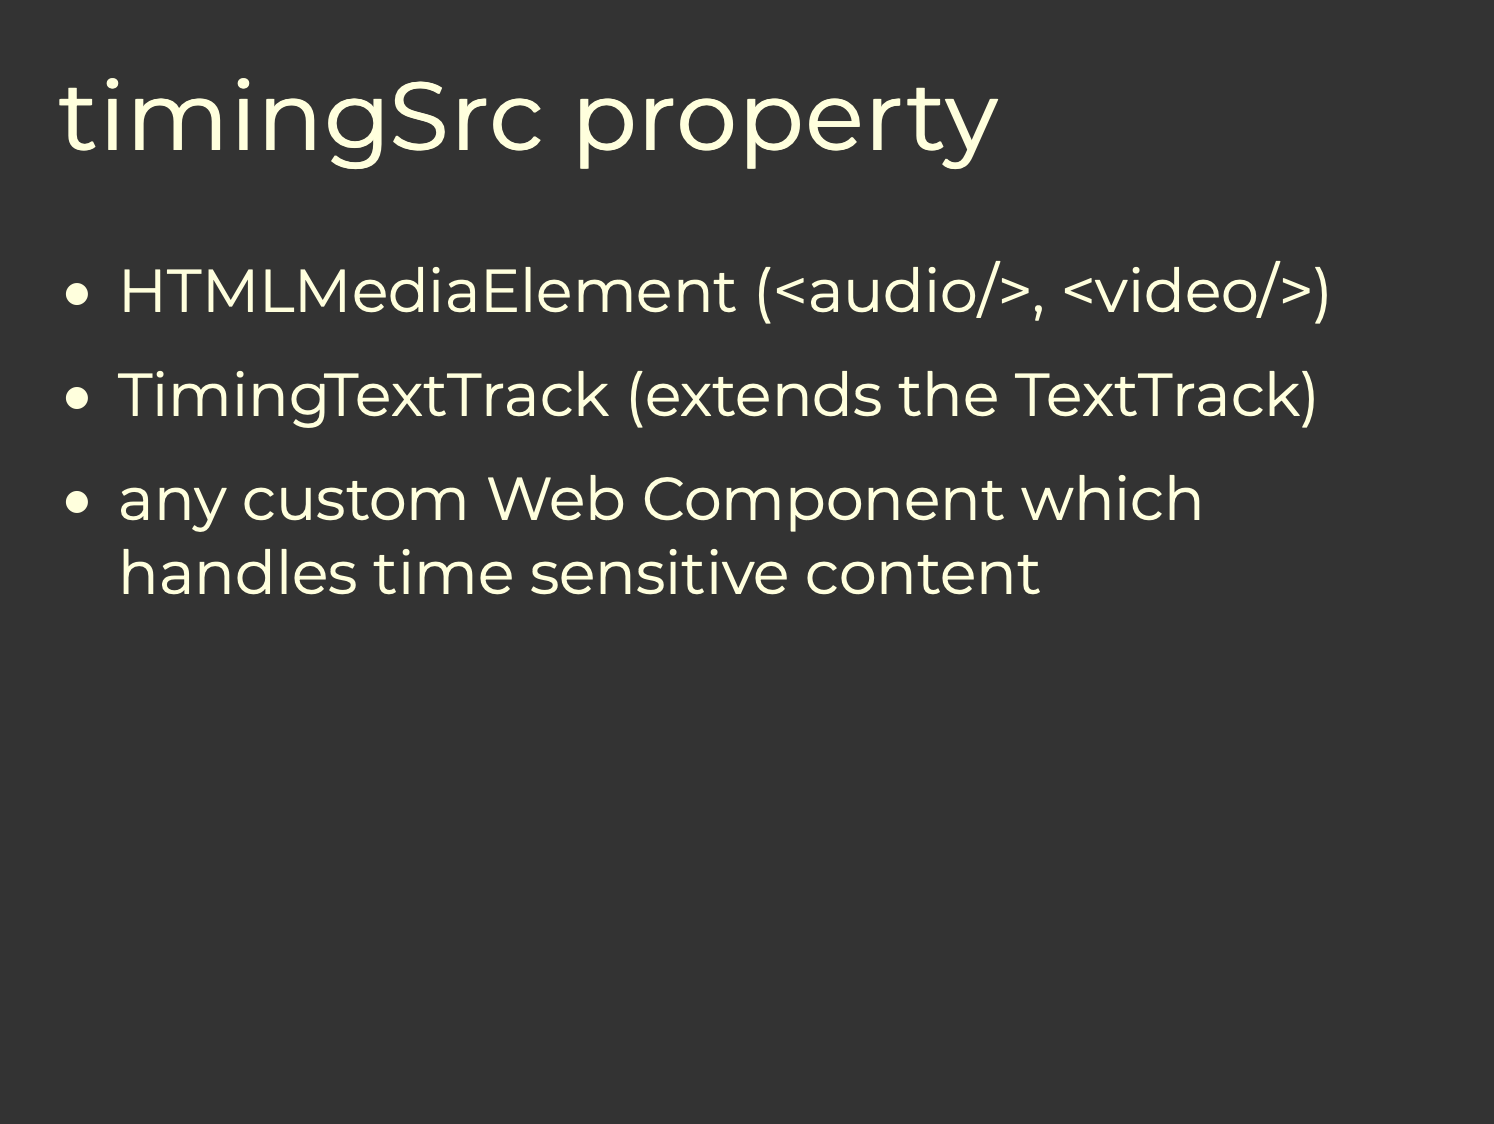 timingSrc property
• HTMLMediaElement (<audio/>, <video/>)
• TimingTextTrack (extends the TextTrack)
• any custom Web Component which
handles time sensitive content